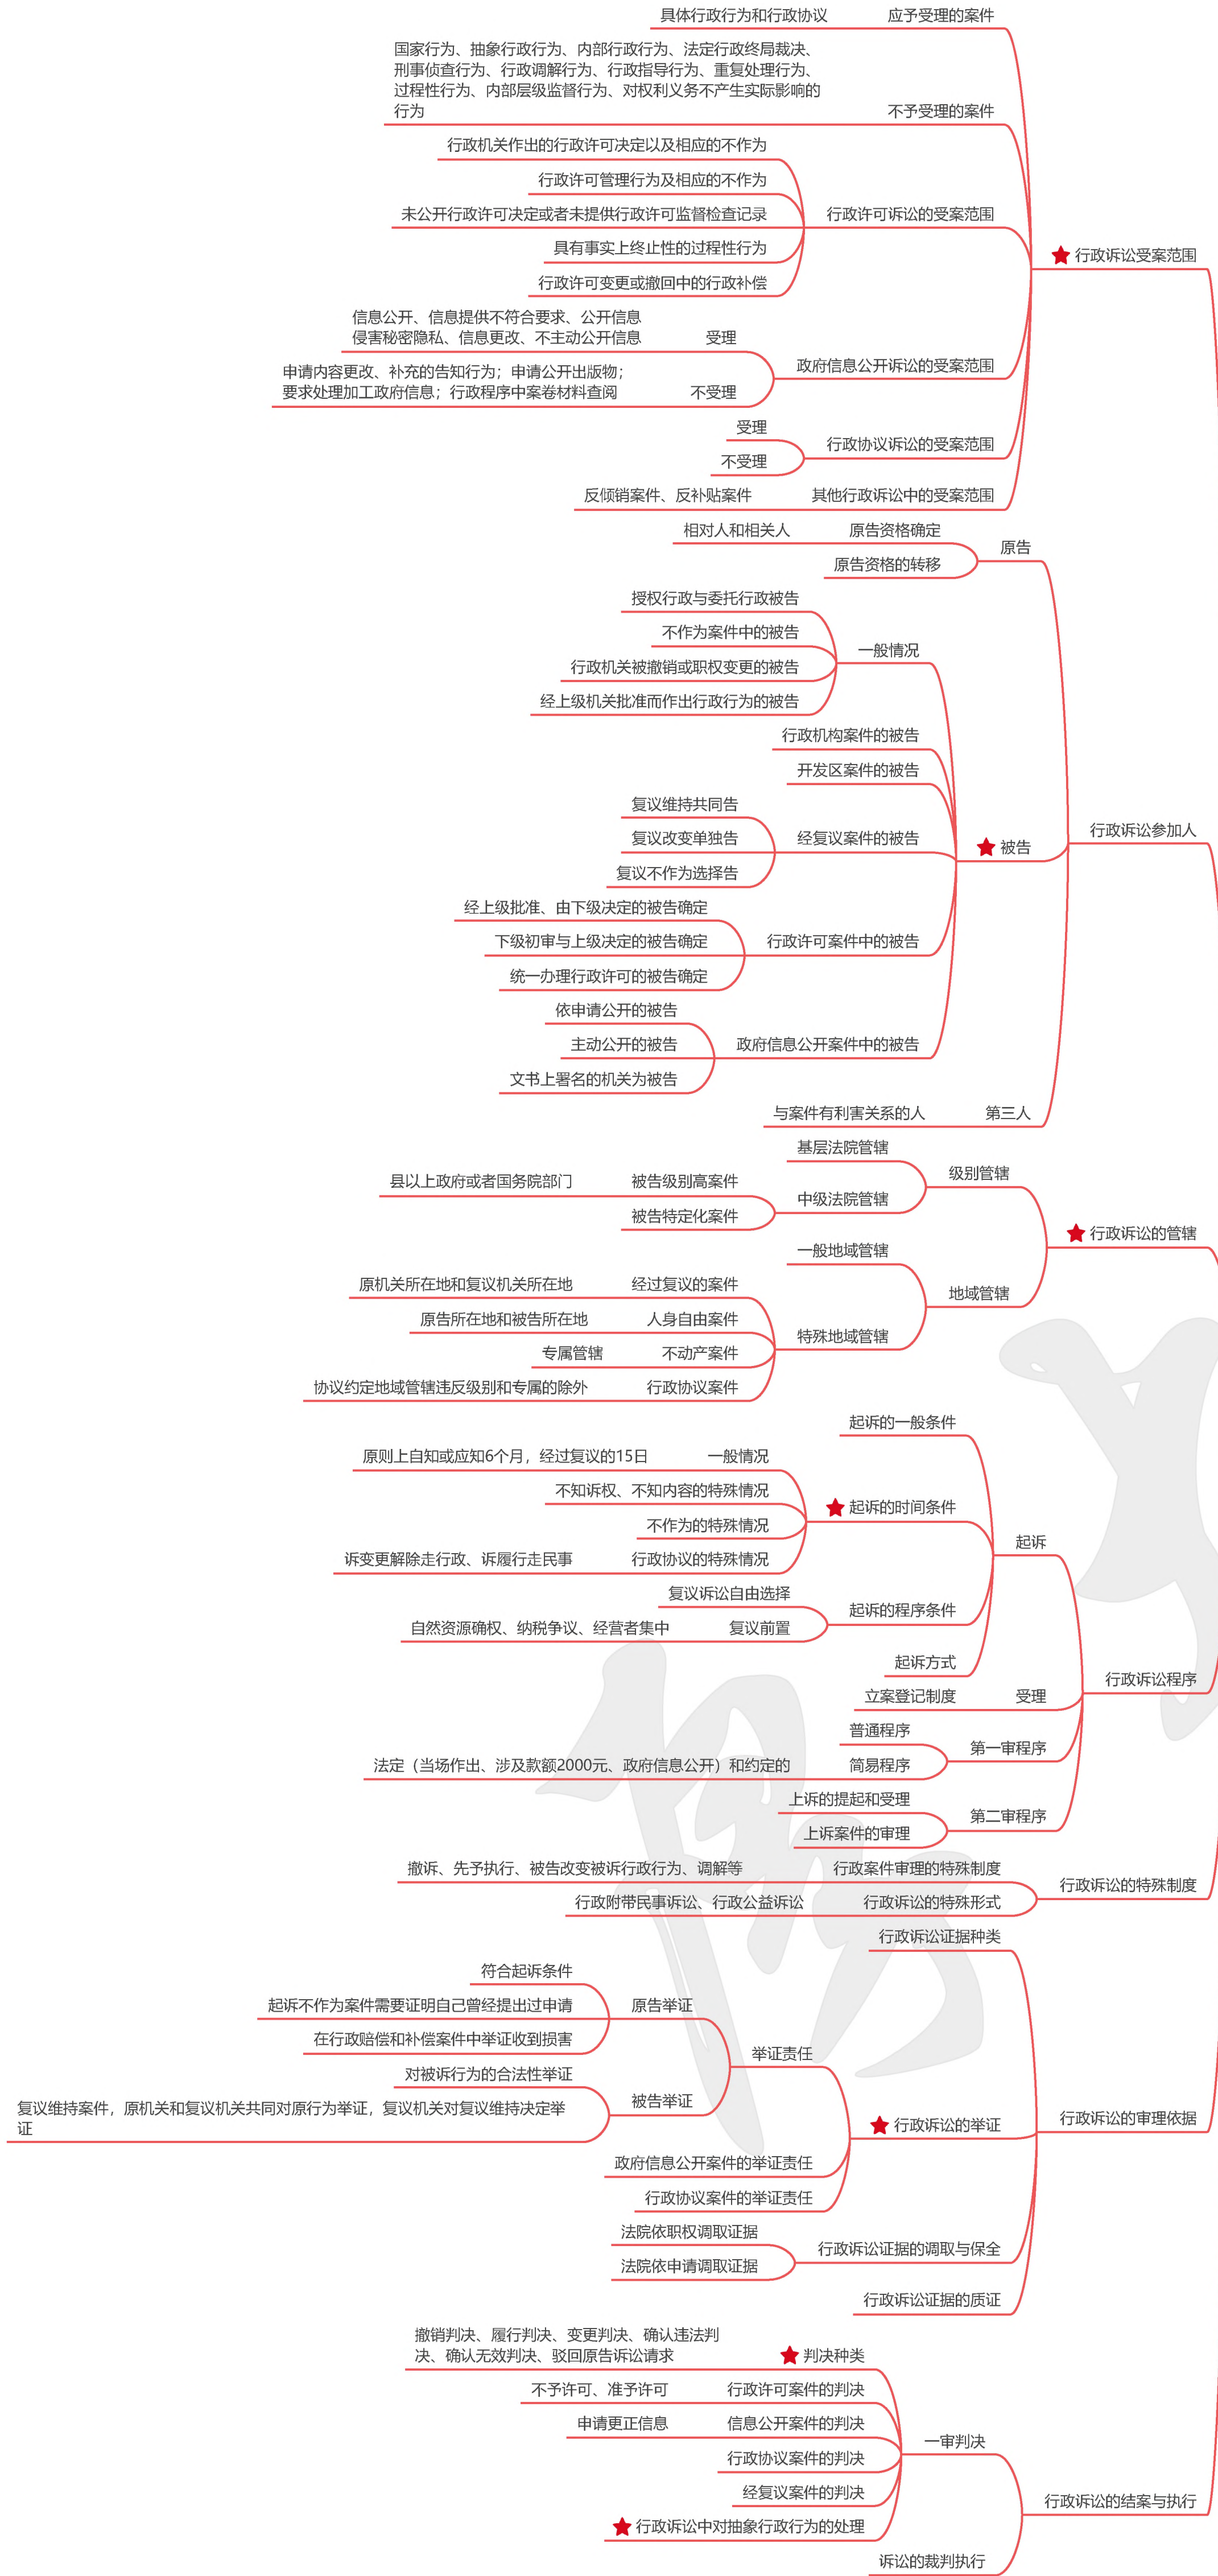 具体行政行为和行政协议
应予受理的案件
国家行为、抽象行政行为、内部行政行为、法定行政终局裁决、
刑事侦查行为、行政调解行为、行政指导行为、重复处理行为、
过程性行为、内部层级监督行为、对权利义务不产生实际影响的
行为
不予受理的案件
行政机关作出的行政许可决定以及相应的不作为
行政许可管理行为及相应的不作为
未公开行政许可决定或者未提供行政许可监督检查记录
行政许可诉讼的受案范围
具有事实上终止性的过程性行为
行政许可变更或撤回中的行政补偿
行政诉讼受案范围
信息公开、信息提供不符合要求、公开信息
侵害秘密隐私、信息更改、不主动公开信息
受理
政府信息公开诉讼的受案范围
申请内容更改、补充的告知行为；申请公开出版物；
要求处理加工政府信息；行政程序中案卷材料查阅
不受理
受理
行政协议诉讼的受案范围
不受理
反倾销案件、反补贴案件
其他行政诉讼中的受案范围
相对人和相关人
原告资格确定
原告
原告资格的转移
授权行政与委托行政被告
不作为案件中的被告
一般情况
行政机关被撤销或职权变更的被告
经上级机关批准而作出行政行为的被告
行政机构案件的被告
开发区案件的被告
复议维持共同告
复议改变单独告
经复议案件的被告
被告
行政诉讼参加人
复议不作为选择告
经上级批准、由下级决定的被告确定
下级初审与上级决定的被告确定
行政许可案件中的被告
统一办理行政许可的被告确定
依申请公开的被告
主动公开的被告
政府信息公开案件中的被告
文书上署名的机关为被告
与案件有利害关系的人
第三人
基层法院管辖
级别管辖
县以上政府或者国务院部门
被告级别高案件
中级法院管辖
被告特定化案件
行政诉讼的管辖
一般地域管辖
原机关所在地和复议机关所在地
经过复议的案件
地域管辖
原告所在地和被告所在地
人身自由案件
特殊地域管辖
专属管辖
不动产案件
协议约定地域管辖违反级别和专属的除外
行政协议案件
起诉的一般条件
原则上自知或应知6个月，经过复议的15日
一般情况
不知诉权、不知内容的特殊情况
起诉的时间条件
不作为的特殊情况
起诉
诉变更解除走行政、诉履行走民事
行政协议的特殊情况
复议诉讼自由选择
起诉的程序条件
自然资源确权、纳税争议、经营者集中
复议前置
起诉方式
行政诉讼程序
立案登记制度
受理
普通程序
第一审程序
法定（当场作出、涉及款额2000元、政府信息公开）和约定的
简易程序
上诉的提起和受理
第二审程序
上诉案件的审理
撤诉、先予执行、被告改变被诉行政行为、调解等
行政案件审理的特殊制度
行政诉讼的特殊制度
行政附带民事诉讼、行政公益诉讼
行政诉讼的特殊形式
行政诉讼证据种类
符合起诉条件
起诉不作为案件需要证明自己曾经提出过申请
原告举证
在行政赔偿和补偿案件中举证收到损害
举证责任
对被诉行为的合法性举证
被告举证
复议维持案件，原机关和复议机关共同对原行为举证，复议机关对复议维持决定举
证
行政诉讼的举证
行政诉讼的审理依据
政府信息公开案件的举证责任
行政协议案件的举证责任
法院依职权调取证据
行政诉讼证据的调取与保全
法院依申请调取证据
行政诉讼证据的质证
撤销判决、履行判决、变更判决、确认违法判
决、确认无效判决、驳回原告诉讼请求
判决种类
不予许可、准予许可
行政许可案件的判决
申请更正信息
信息公开案件的判决
一审判决
行政协议案件的判决
经复议案件的判决
行政诉讼的结案与执行
行政诉讼中对抽象行政行为的处理
诉讼的裁判执行